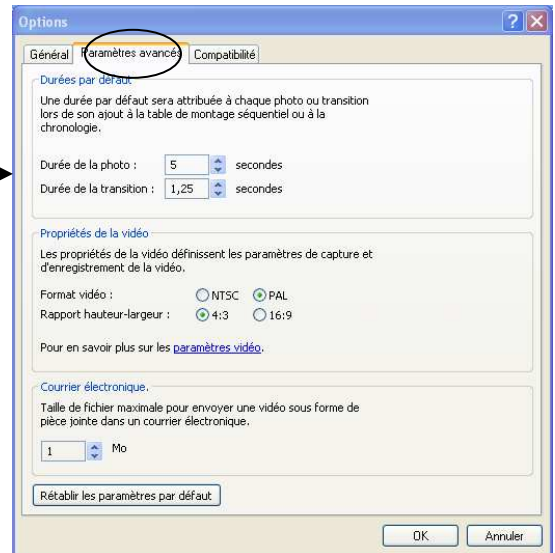 Options
Général Paramètres avancés Compatibilité
Durées par défaut
Une durée par défaut sera attribuée à chaque photo ou transition
lors de son ajout à la table de montage séquentiel ou à la
chronologie.
Durée de la photo : 5 secondes
Durée de la transition : 1,25 secondes
Propriétés de la vidéo
Les propriétés de la vidéo définissent les paramètres de capture et
d'enregistrement de la vidéo.
Format vidéo : NTSC PAL
Rapport hauteur-largeur : 4:3 16:9
Pour en savoir plus sur les paramètres vidéo.
Courrier électronique.
Taille de fichier maximale pour envoyer une vidéo sous forme de
pièce jointe dans un courrier électronique.
1 Mo
Rétablir les paramètres par défaut
OK Annuler